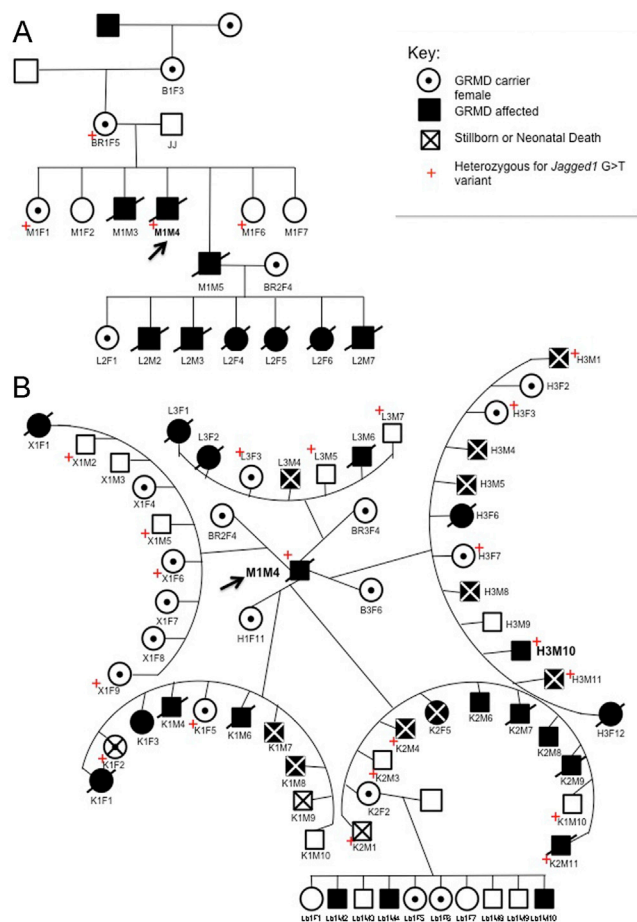 A
B1F3
BR1F5
JJ
M1F1
M1F2
M1M3
M1M4
M1F6
M1F7
M1M5
BR2F4
L2F1
L2M2
L2M3
L2F4
L2F5
L2F6
L2M7
Key:
GRMD carrier
female
GRMD affected
Stillborn or Neonatal Death
Heterozygous for Jagged1 G>T
variant
B
X1F1
X1M2
X1M3
X1F4
X1M5
X1F6
X1F7
X1F8
X1F9
L3F1
L3F2
L3F3
L3M4
L3M5
L3M6
L3M7
H3M1
H3F2
H3F3
H3M4
H3M5
H3F6
H3F7
H3M8
H3M9
H3M10
H3M11
H3F12
BR2F4
BR3F4
M1M4
H1F11
B3F6
K1F1
K1F2
K1F3
K1M4
K1F5
K1M6
K1M7
K1M8
K1M9
K1M10
K2M1
K2F2
K2M3
K2M4
K2F5
K2M6
K2M7
K2M8
K2M9
K1M10
K2M11
Lb1F1
Lb1M2
Lb1M3
Lb1M4
Lb1F5
Lb1F6
Lb1F7
Lb1M8
Lb1M9
Lb1M10